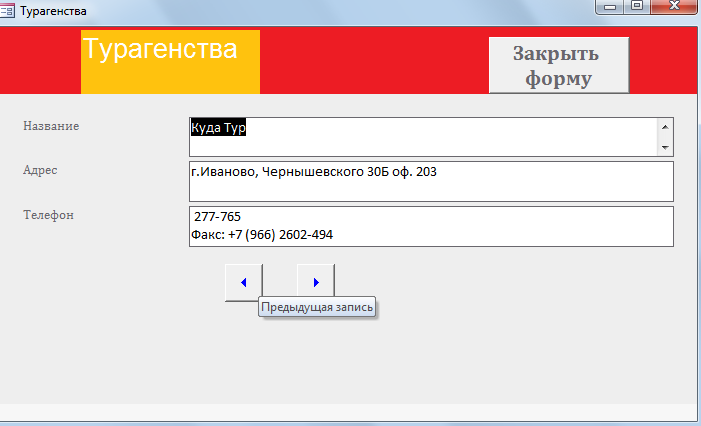 Турагенства
Турагенства
Закрыть
форму
Название
Куда Тур
Адрес
г.Иваново, Чернышевского 30Б оф. 203
Телефон
277-765
Факс: +7 (966) 2602-494
Предыдущая запись